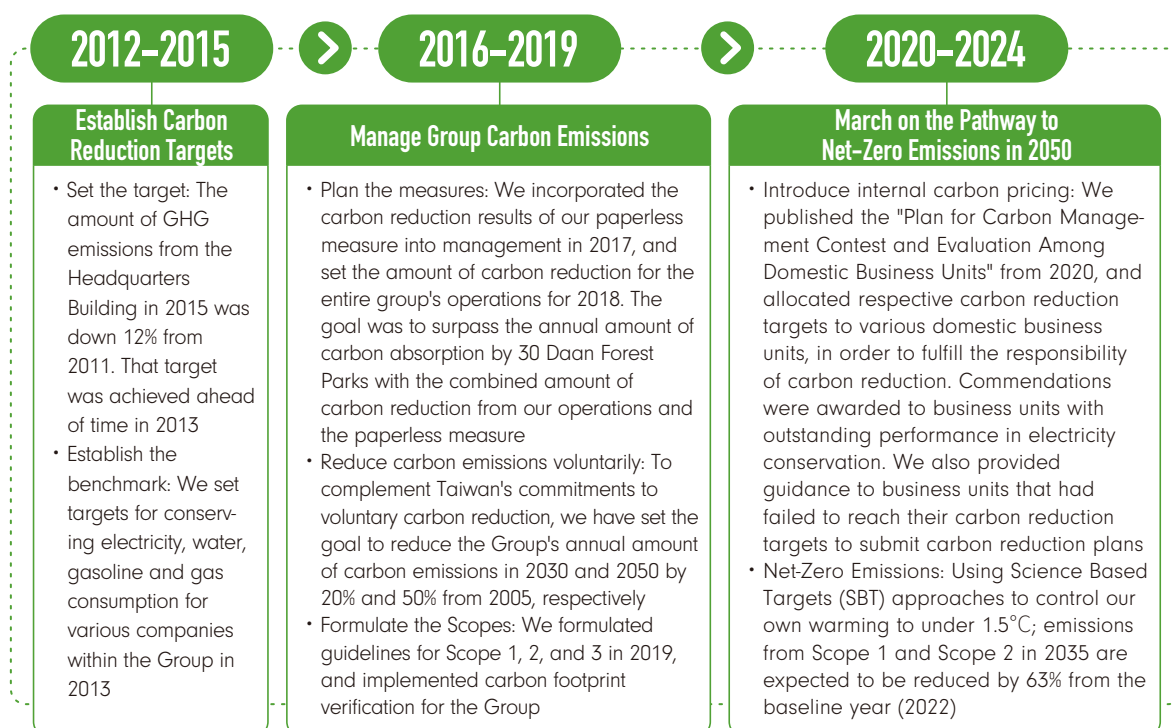 2012-2015
2016-2019
2020-2024
Establish Carbon
Reduction Targets
• Set the target: The
amount of GHG
emissions from the
Headquarters
Building in 2015 was
down 12% from
2011. That target
was achieved ahead
of time in 2013
• Establish the
benchmark: We set
targets for conserv-
ing electricity, water,
gasoline and gas
consumption for
various companies
within the Group in
2013
Manage Group Carbon Emissions
• Plan the measures: We incorporated the
carbon reduction results of our paperless
measure into management in 2017, and
set the amount of carbon reduction for the
entire group's operations for 2018. The
goal was to surpass the annual amount of
carbon absorption by 30 Daan Forest
Parks with the combined amount of
carbon reduction from our operations and
the paperless measure
• Reduce carbon emissions voluntarily: To
complement Taiwan's commitments to
voluntary carbon reduction, we have set the
goal to reduce the Group's annual amount
of carbon emissions in 2030 and 2050 by
20% and 50% from 2005, respectively
• Formulate the Scopes: We formulated
guidelines for Scope 1, 2, and 3 in 2019,
and implemented carbon footprint
verification for the Group
March on the Pathway to
Net-Zero Emissions in 2050
• Introduce internal carbon pricing: We
published the "Plan for Carbon Manage-
ment Contest and Evaluation Among
Domestic Business Units" from 2020, and
allocated respective carbon reduction
targets to various domestic business
units, in order to fulfill the responsibility
of carbon reduction. Commendations
were awarded to business units with
outstanding performance in electricity
conservation. We also provided
guidance to business units that had
failed to reach their carbon reduction
targets to submit carbon reduction plans
• Net-Zero Emissions: Using Science Based
Targets (SBT) approaches to control our
own warming to under 1.5°C; emissions
from Scope 1 and Scope 2 in 2035 are
expected to be reduced by 63% from the
baseline year (2022)